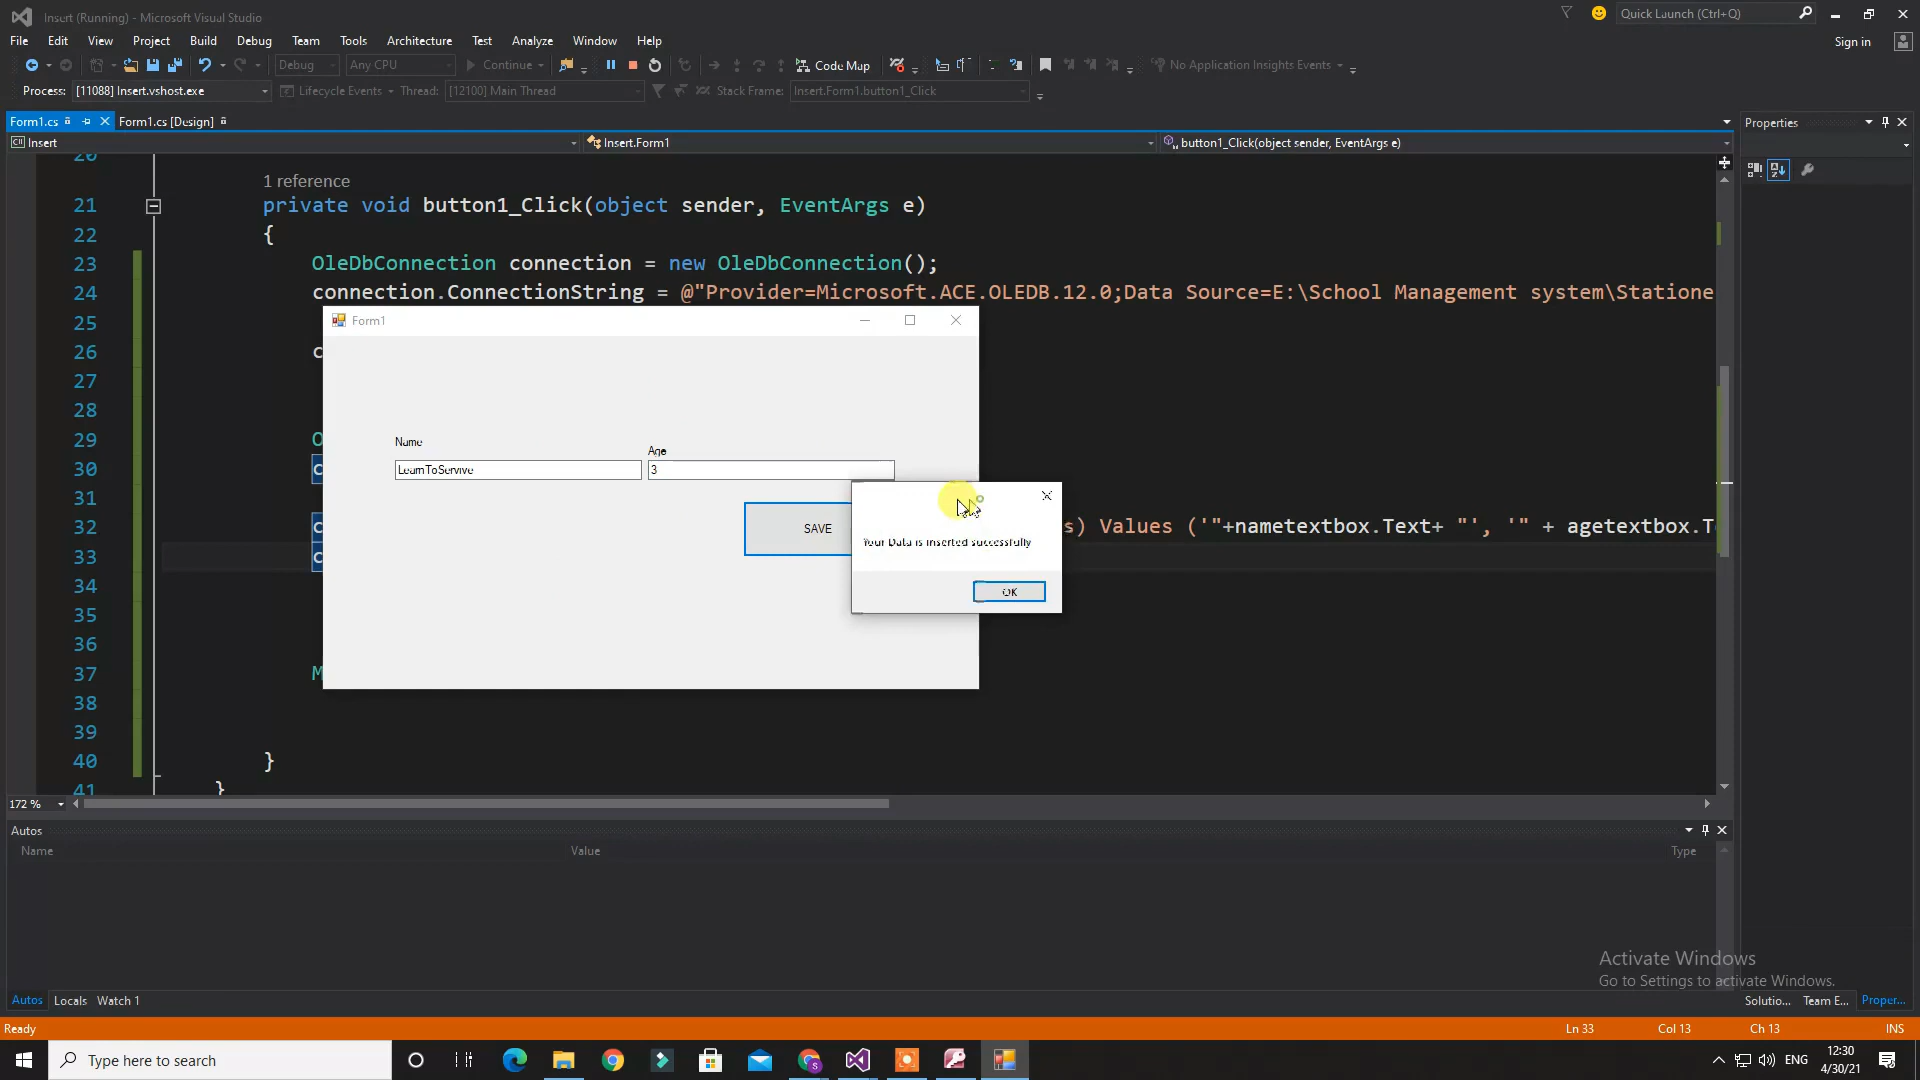 Insert (Running) - Microsoft Visual Studio
Quick Launch (Ctrl+Q)
File Edit View Project Build Debug Team Tools Architecture Test Analyze Window Help
Sign in
Debug Any CPU Continue Code Map No Application Insights Events
Process: [11088] Insert.vshost.exe Lifecycle Events Thread: [12100] Main Thread Stack Frame: Insert.Form1.button1_Click
Form1.cs Form1.cs [Design]
Properties
Insert Insert.Form1 button1_Click(object sender, EventArgs e)
20
1 reference
21 private void button1_Click(object sender, EventArgs e)
22 {
23 OleDbConnection connection = new OleDbConnection();
24 connection.ConnectionString = @"Provider=Microsoft.ACE.OLEDB.12.0;Data Source=E:\School Management system\Statione
25
Form1
26 c
27
28
29 O
Name
Age
30 c
LearnToServive
3
31
32 c s) Values ('"+nametextbox.Text+ "', '" + agetextbox.T
SAVE
Your Data is Inserted successfully
33 c
34
OK
35
36
37 M
38
39
40 }
41 }
172 %
Autos
Name Value Type
Activate Windows
Go to Settings to activate Windows.
Autos Locals Watch 1
Solutio... Team E... Proper...
Ready Ln 33 Col 13 Ch 13 INS
Type here to search
ENG
12:30
4/30/21